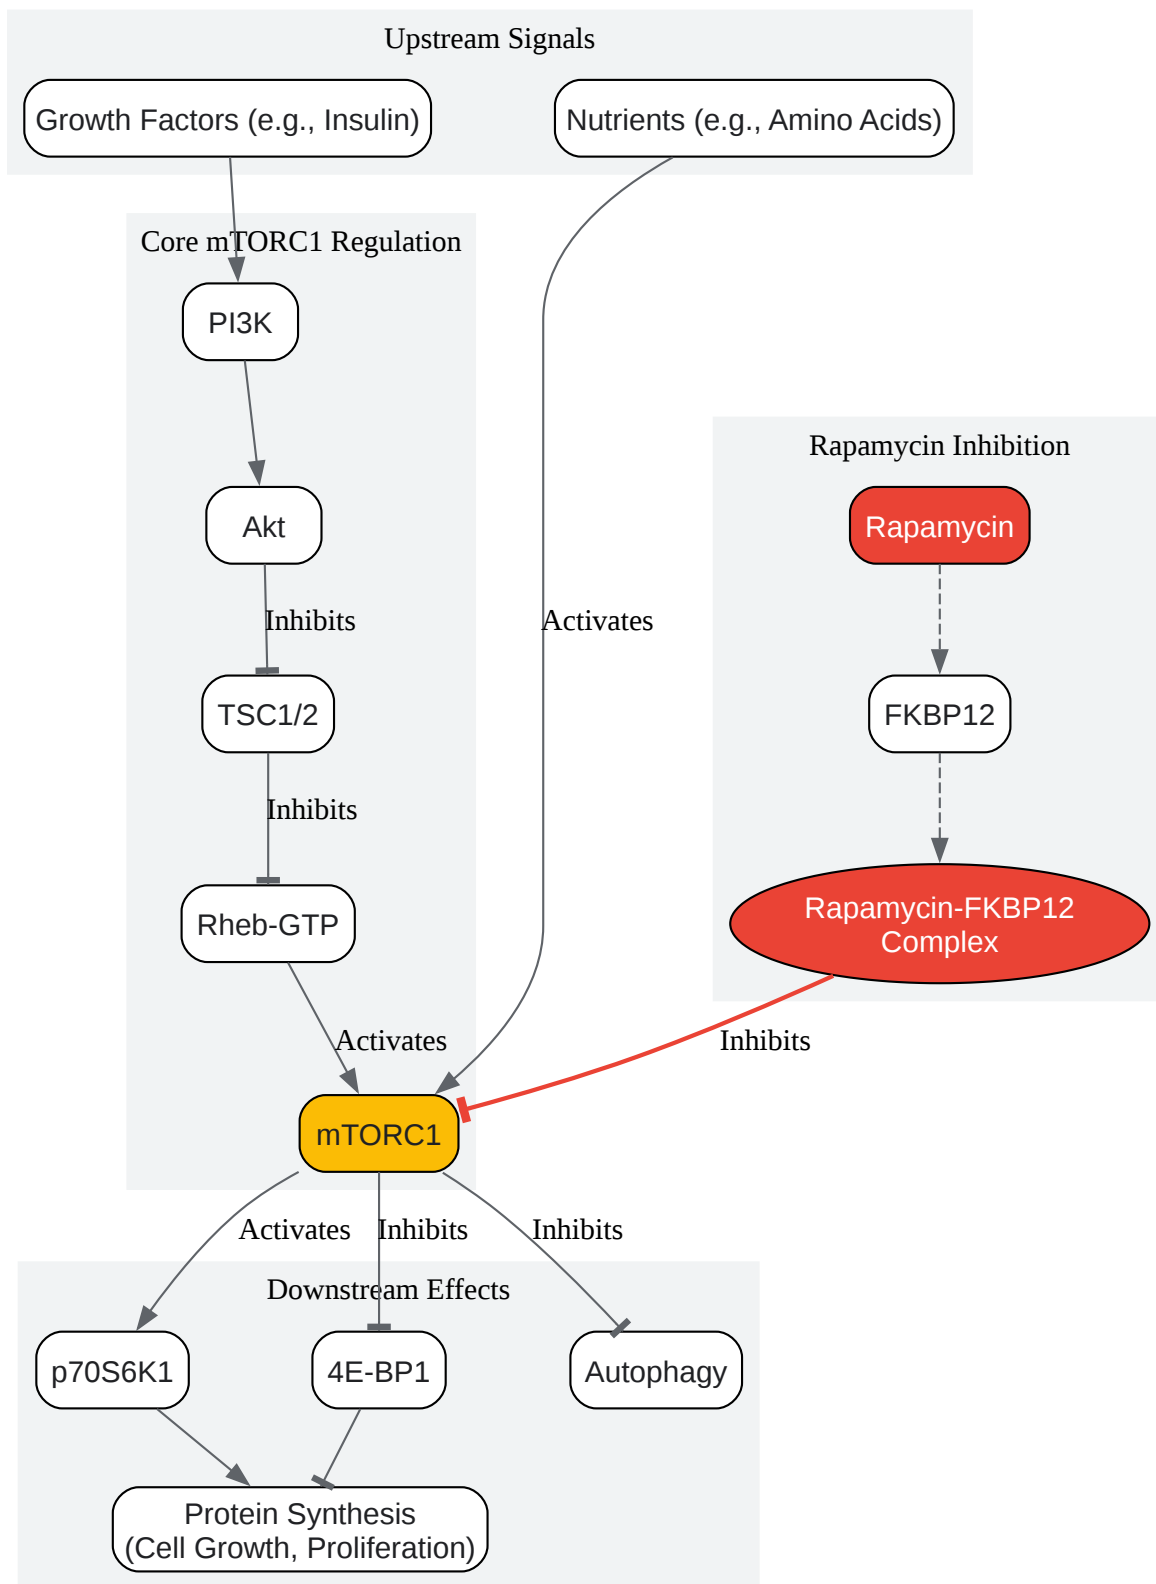 Upstream Signals
Growth Factors (e.g., Insulin)
Nutrients (e.g., Amino Acids)
Core mTORC1 Regulation
PI3K
Rapamycin Inhibition
Akt
Rapamycin
Inhibits
Activates
TSC1/2
FKBP12
Inhibits
Rheb-GTP
Rapamycin-FKBP12
Complex
Activates
Inhibits
mTORC1
Activates
Inhibits
Inhibits
Downstream Effects
p70S6K1
4E-BP1
Autophagy
Protein Synthesis
(Cell Growth, Proliferation)